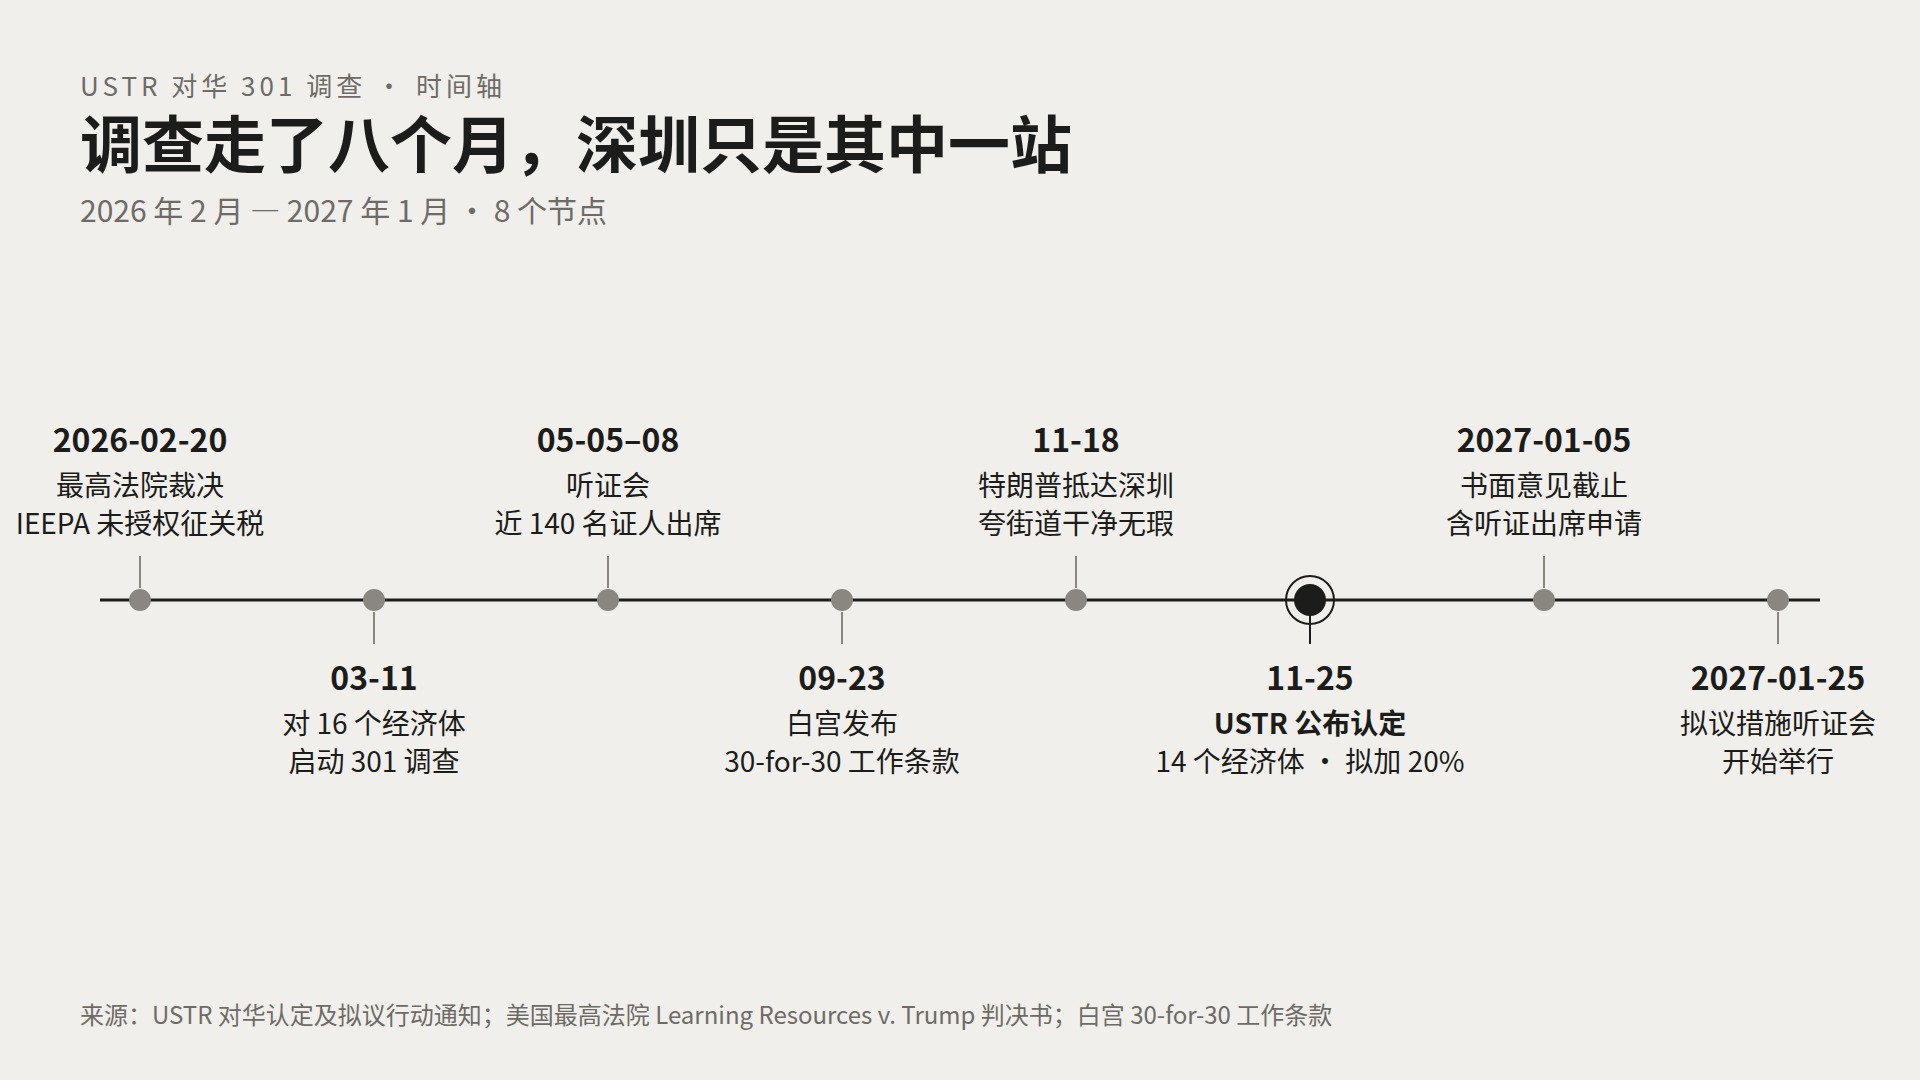 USTR 对华 301 调查 · 时间轴
调查走了八个月，深圳只是其中一站
2026 年 2 月 — 2027 年 1 月 · 8 个节点
2026-02-20
最高法院裁决
IEEPA 未授权征关税
05-05–08
听证会
近 140 名证人出席
11-18
特朗普抵达深圳
夸街道干净无瑕
2027-01-05
书面意见截止
含听证出席申请
03-11
对 16 个经济体
启动 301 调查
09-23
白宫发布
30-for-30 工作条款
11-25
USTR 公布认定
14 个经济体 · 拟加 20%
2027-01-25
拟议措施听证会
开始举行
来源：USTR 对华认定及拟议行动通知；美国最高法院 Learning Resources v. Trump 判决书；白宫 30-for-30 工作条款